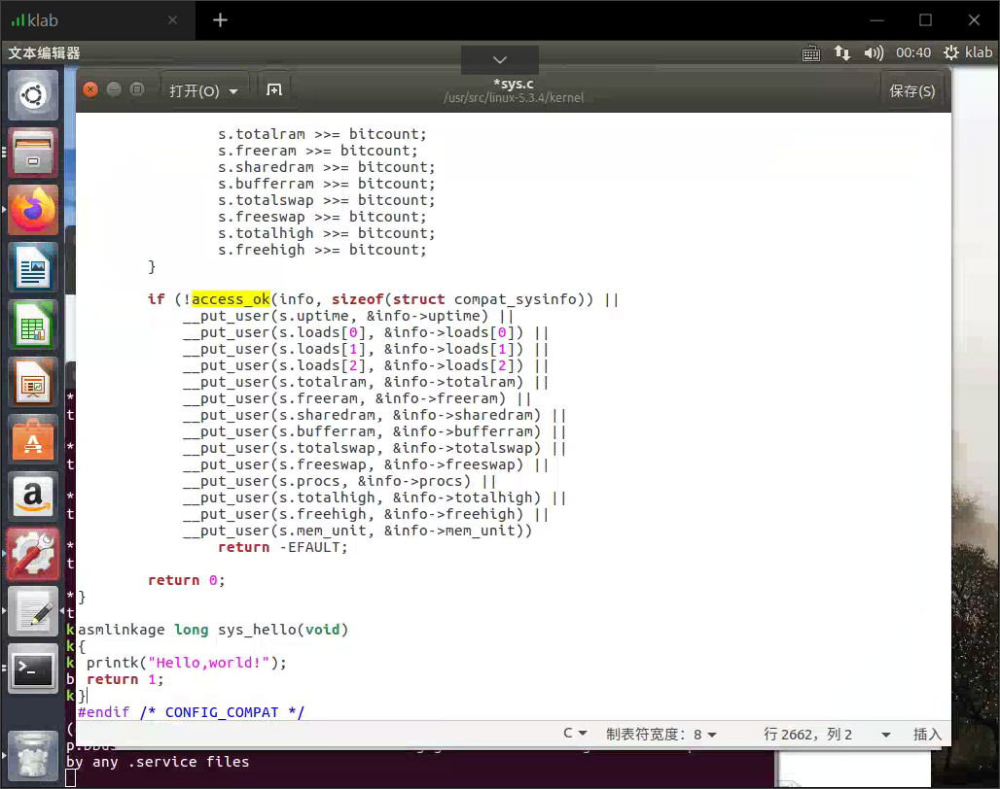 klab
文本编辑器
00:40
klab
打开(O)
*sys.c
/usr/src/linux-5.3.4/kernel
保存(S)
s.totalram >>= bitcount;
s.freeram >>= bitcount;
s.sharedram >>= bitcount;
s.bufferram >>= bitcount;
s.totalswap >>= bitcount;
s.freeswap >>= bitcount;
s.totalhigh >>= bitcount;
s.freehigh >>= bitcount;
}
if (!access_ok(info, sizeof(struct compat_sysinfo)) ||
__put_user(s.uptime, &info->uptime) ||
__put_user(s.loads[0], &info->loads[0]) ||
__put_user(s.loads[1], &info->loads[1]) ||
__put_user(s.loads[2], &info->loads[2]) ||
__put_user(s.totalram, &info->totalram) ||
__put_user(s.freeram, &info->freeram) ||
__put_user(s.sharedram, &info->sharedram) ||
__put_user(s.bufferram, &info->bufferram) ||
__put_user(s.totalswap, &info->totalswap) ||
__put_user(s.freeswap, &info->freeswap) ||
__put_user(s.procs, &info->procs) ||
__put_user(s.totalhigh, &info->totalhigh) ||
__put_user(s.freehigh, &info->freehigh) ||
__put_user(s.mem_unit, &info->mem_unit))
return -EFAULT;
return 0;
}
asmlinkage long sys_hello(void)
{
printk("Hello,world!");
return 1;
}
#endif /* CONFIG_COMPAT */
C
制表符宽度：8
行 2662，列 2
插入
by any .service files